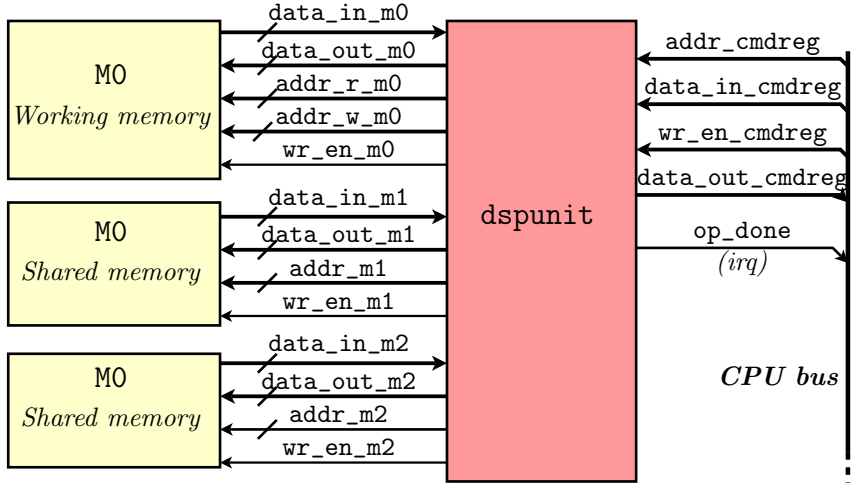 data_in_m0
data_out_m0
addr_r_m0
addr_w_m0
wr_en_m0
M0
Working memory
data_in_m1
data_out_m1
addr_m1
wr_en_m1
M0
Shared memory
data_in_m2
data_out_m2
addr_m2
wr_en_m2
M0
Shared memory
dspunit
addr_cmdreg
data_in_cmdreg
wr_en_cmdreg
data_out_cmdreg
op_done
(irq)
CPU bus